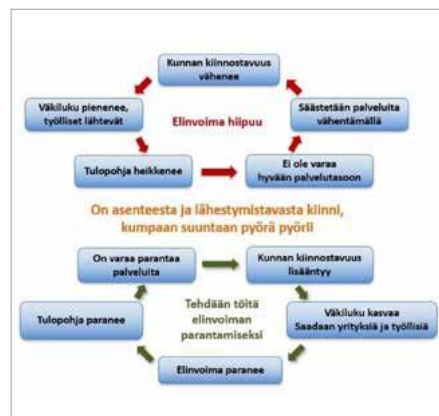 Kunnan kiinnostavuus
vähenee
Väkiluku pienenee,
työlliset lähtevät
Elinvoima hiipuu
Säästetään palveluita
vähentämällä
Tulopohja heikkenee
Ei ole varaa
hyvään palvelutasoon
On asenteesta ja lähestymistavasta kiinni,
kumpaan suuntaan pyörä pyörii
On varaa parantaa
palveluita
Kunnan kiinnostavuus
lisääntyy
Tehdään töitä
elinvoiman
parantamiseksi
Tulopohja paranee
Väkiluku kasvaa
Saadaan yrityksiä ja työllisiä
Elinvoima paranee